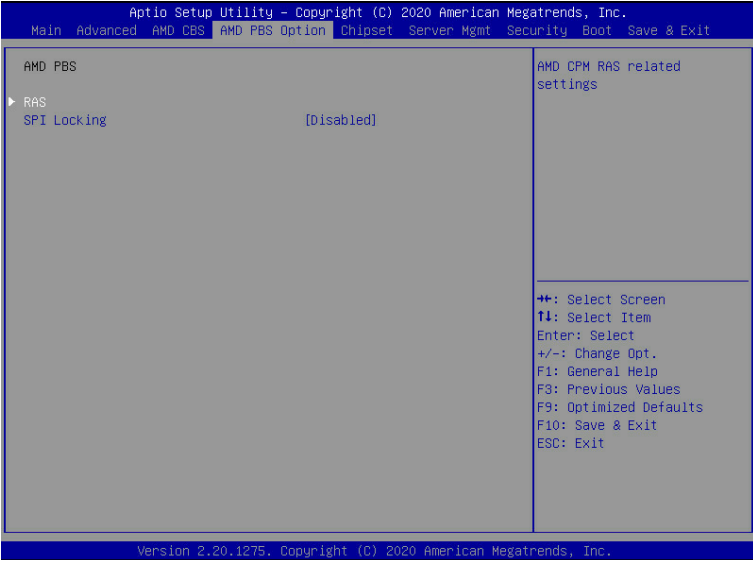 Aptio Setup Utility – Copyright (C) 2020 American Megatrends, Inc.
Main Advanced AMD CBS AMD PBS Option Chipset Server Mgmt Security Boot Save & Exit
AMD PBS
RAS
SPI Locking [Disabled]
AMD CPM RAS related
settings
→←: Select Screen
↑↓: Select Item
Enter: Select
+/-: Change Opt.
F1: General Help
F3: Previous Values
F9: Optimized Defaults
F10: Save & Exit
ESC: Exit
Version 2.20.1275. Copyright (C) 2020 American Megatrends, Inc.